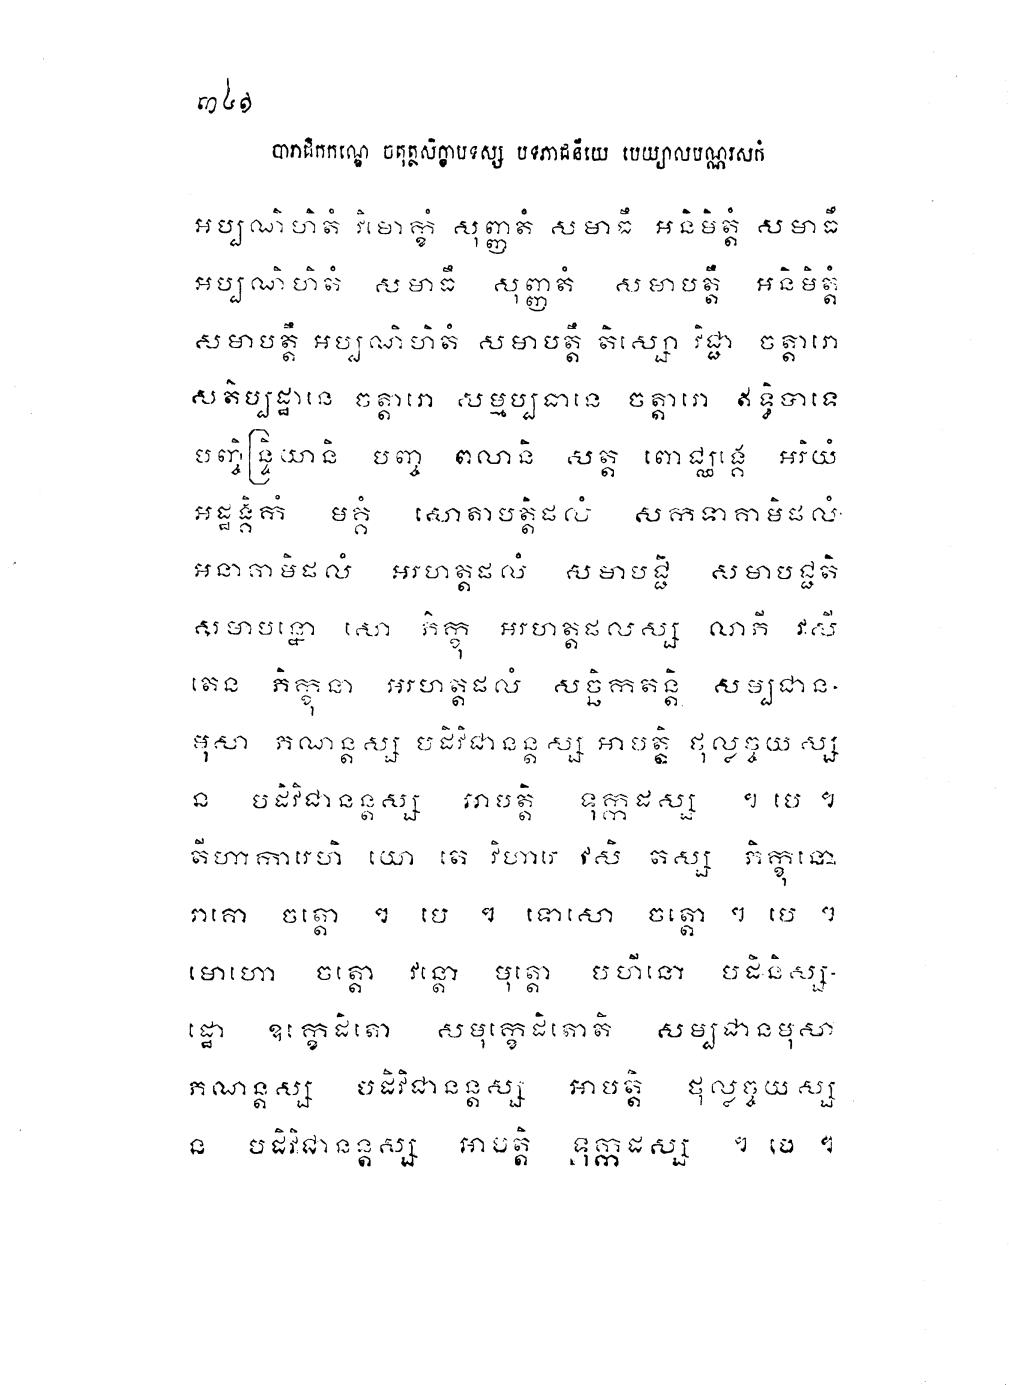 ៣៤១
បារាជិកកណ្ឌេ ចតុត្ថសិក្ខាបទស្ស បទភាជនីយេ បេយ្យាលបណ្ណរសកំ
អប្បណិហិតំ វិមោក្ខំ សុញ្ញតំ សមាធឹ អនិមិត្តំ សមាធឹ
អប្បណិហិតំ សមាធឹ សុញ្ញតំ សមាបត្តឹ អនិមិត្តំ
សមាបត្តឹ អប្បណិហិតំ សមាបត្តឹ តិស្សោ វិជ្ជា ចត្តារោ
សតិប្បដ្ឋានេ ចត្តារោ សម្មប្បធានេ ចត្តារោ ឥទ្ធិបាទេ
បញ្ចិន្ទ្រិយានិ បញ្ច ពលានិ សត្ត ពោជ្ឈង្គេ អរិយំ
អដ្ឋង្គិកំ មគ្គំ សោតាបត្តិផលំ សកទាគាមិផលំ
អនាគាមិផលំ អរហត្តផលំ សមាបជ្ជឹ សមាបជ្ជតិ
សមាបន្នោ សោ ភិក្ខុ អរហត្តផលស្ស លាភី វសី
តេន ភិក្ខុនា អរហត្តផលំ សច្ឆិកតន្តិ សម្បជាន-
មុសា ភណន្តស្ស បដិវិជានន្តស្ស អាបត្តិ ថុល្លច្ចយស្ស
ន បដិវិជានន្តស្ស អាបត្តិ ទុក្កដស្ស ។ បេ ។
តីហាការេហិ យោ តេ វិហារេ វសិ តស្ស ភិក្ខុនោ
រាគោ ចត្តោ ។ បេ ។ ទោសោ ចត្តោ ។ បេ ។
មោហោ ចត្តោ វន្តោ មុត្តោ បហីនោ បដិនិស្ស-
ដ្ឋោ ឧក្ខេដិតោ សមុក្ខេដិតោតិ សម្បជានមុសា
ភណន្តស្ស បដិវិជានន្តស្ស អាបត្តិ ថុល្លច្ចយស្ស
ន បដិវិជានន្តស្ស អាបត្តិ ទុក្កដស្ស ។ បេ ។